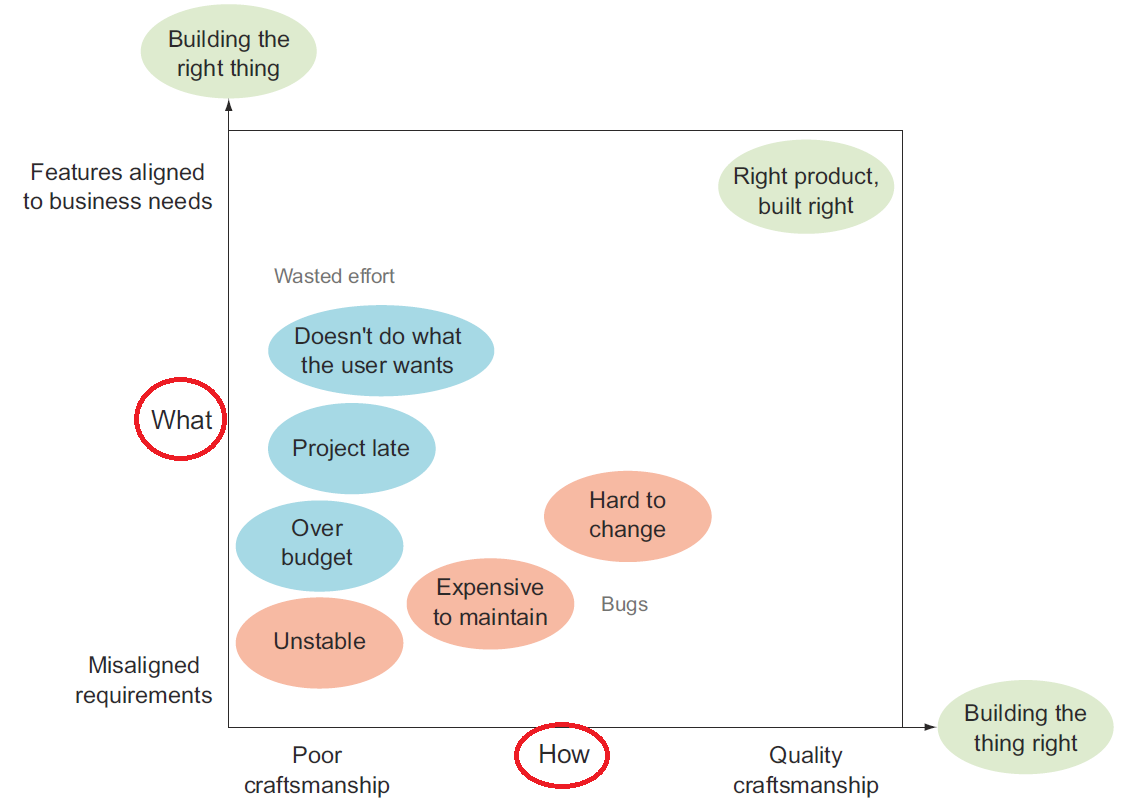 Building the
right thing
Features aligned
to business needs
Right product,
built right
Wasted effort
Doesn't do what
the user wants
What
Project late
Hard to
change
Over
budget
Expensive
to maintain
Bugs
Unstable
Misaligned
requirements
Building the
thing right
Poor
craftsmanship
How
Quality
craftsmanship